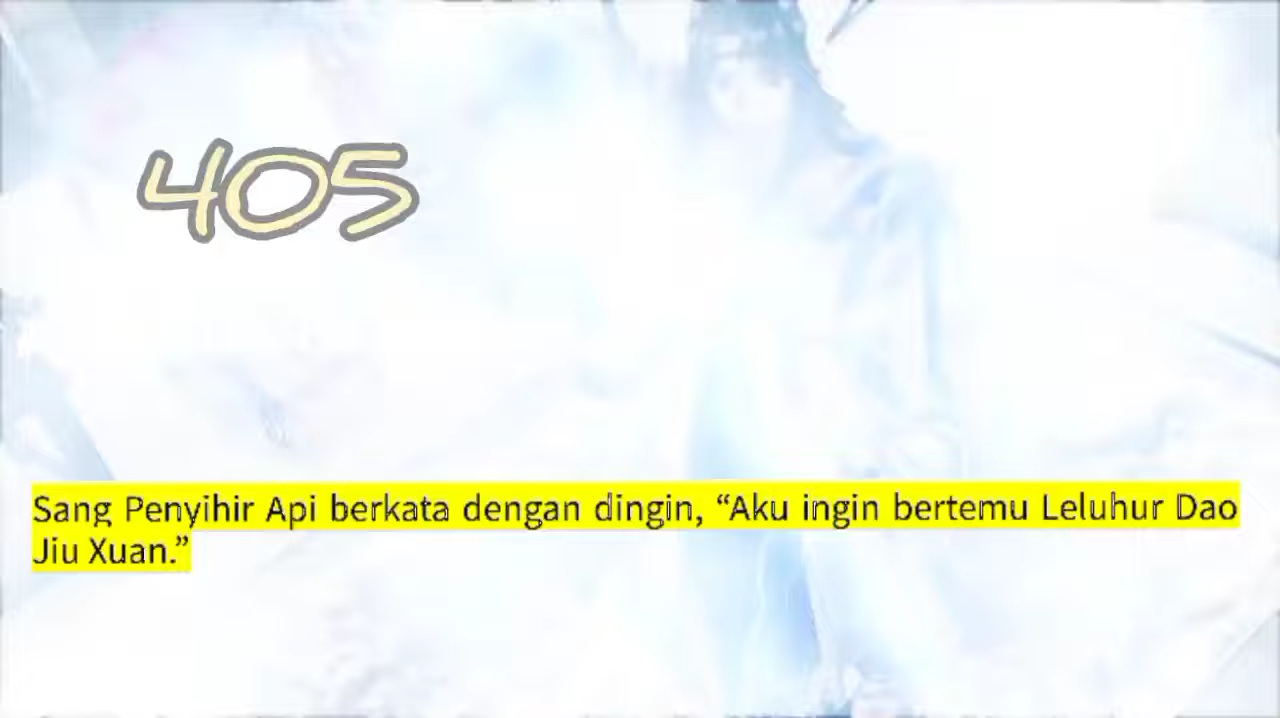 405
Sang Penyihir Api berkata dengan dingin, “Aku ingin bertemu Leluhur Dao
Jiu Xuan.”